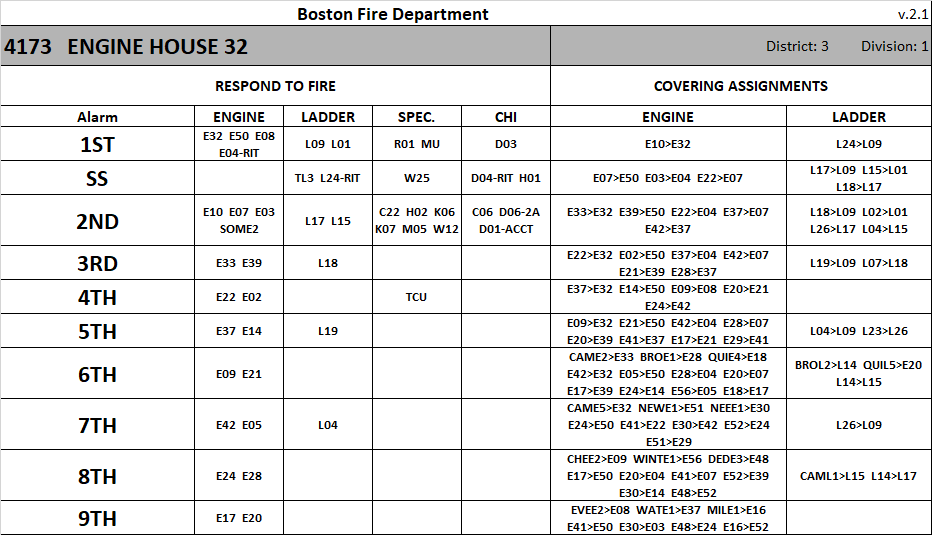 Boston Fire Department v.2.1
4173 ENGINE HOUSE 32 District: 3 Division: 1
RESPOND TO FIRE COVERING ASSIGNMENTS
Alarm ENGINE LADDER SPEC. CHI ENGINE LADDER
1ST
E32 E50 E08
E04-RIT
L09 L01
R01 MU
D03
E10>E32
L24>L09
SS
TL3 L24-RIT
W25
D04-RIT H01
E07>E50 E03>E04 E22>E07
L17>L09 L15>L01
L18>L17
2ND
E10 E07 E03
SOME2
L17 L15
C22 H02 K06
K07 M05 W12
C06 D06-2A
D01-ACCT
E33>E32 E39>E50 E22>E04 E37>E07
E42>E37
L18>L09 L02>L01
L26>L17 L04>L15
3RD
E33 E39
L18
E22>E32 E02>E50 E37>E04 E42>E07
E21>E39 E28>E37
L19>L09 L07>L18
4TH
E22 E02
TCU
E37>E32 E14>E50 E09>E08 E20>E21
E24>E42
5TH
E37 E14
L19
E09>E32 E21>E50 E42>E04 E28>E07
E20>E39 E41>E37 E17>E21 E29>E41
L04>L09 L23>L26
6TH
E09 E21
CAME2>E33 BROE1>E28 QUIE4>E18
E42>E32 E05>E50 E28>E04 E20>E07
E17>E39 E24>E14 E56>E05 E18>E17
BROL2>L14 QUIL5>E20
L14>L15
7TH
E42 E05
L04
CAME5>E32 NEWE1>E51 NEEE1>E30
E24>E50 E41>E22 E30>E42 E52>E24
E51>E29
L26>L09
8TH
E24 E28
CHEE2>E09 WINTE1>E56 DEDE3>E48
E17>E50 E20>E04 E41>E07 E52>E39
E30>E14 E48>E52
CAML1>L15 L14>L17
9TH
E17 E20
EVEE2>E08 WATE1>E37 MILE1>E16
E41>E50 E30>E03 E48>E24 E16>E52